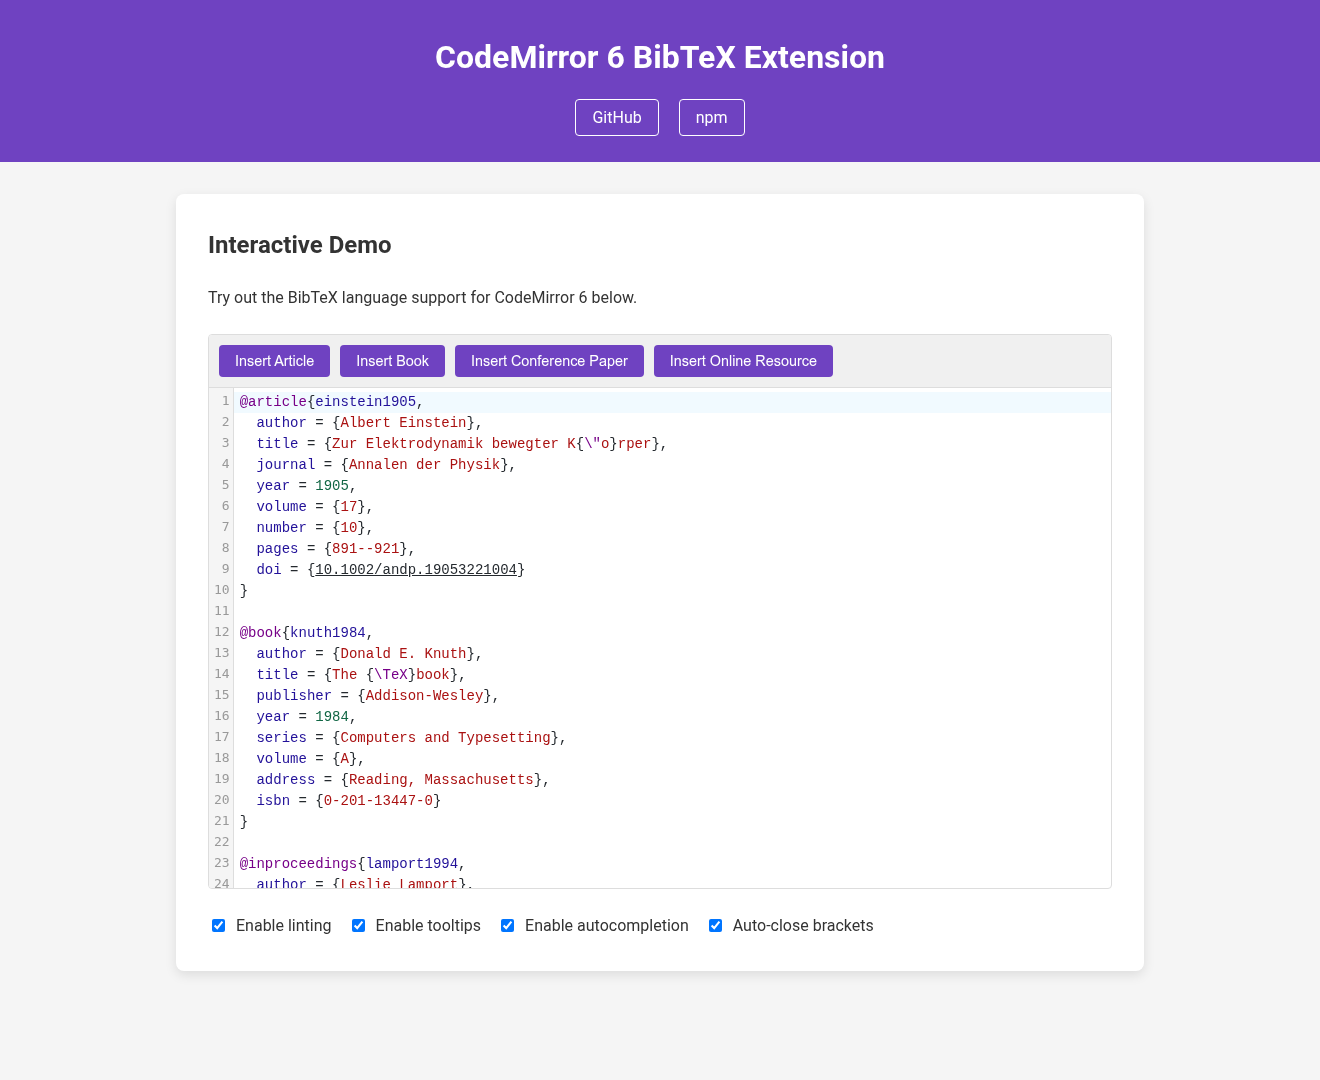 CodeMirror 6 BibTeX Extension
GitHub npm
Interactive Demo
Try out the BibTeX language support for CodeMirror 6 below.
Insert Article Insert Book Insert Conference Paper Insert Online Resource
1 @article{einstein1905,
2   author = {Albert Einstein},
3   title = {Zur Elektrodynamik bewegter K{\"o}rper},
4   journal = {Annalen der Physik},
5   year = 1905,
6   volume = {17},
7   number = {10},
8   pages = {891--921},
9   doi = {10.1002/andp.19053221004}
10 }
11
12 @book{knuth1984,
13   author = {Donald E. Knuth},
14   title = {The {\TeX}book},
15   publisher = {Addison-Wesley},
16   year = 1984,
17   series = {Computers and Typesetting},
18   volume = {A},
19   address = {Reading, Massachusetts},
20   isbn = {0-201-13447-0}
21 }
22
23 @inproceedings{lamport1994,
24   author = {Leslie Lamport},
Enable linting Enable tooltips Enable autocompletion Auto-close brackets